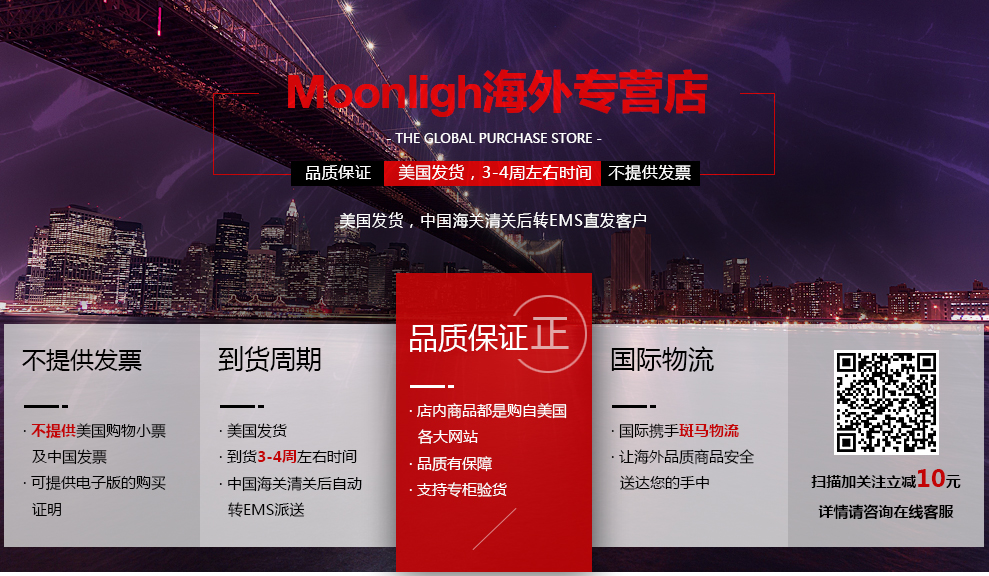 Moonligh海外专营店
- THE GLOBAL PURCHASE STORE -
品质保证 美国发货，3-4周左右时间 不提供发票
美国发货，中国海关清关后转EMS直发客户
不提供发票
· 不提供美国购物小票
及中国发票
· 可提供电子版的购买
证明
到货周期
· 美国发货
· 到货3-4周左右时间
· 中国海关清关后自动
转EMS派送
品质保证 正
· 店内商品都是购自美国
各大网站
· 品质有保障
· 支持专柜验货
国际物流
· 国际携手斑马物流
· 让海外品质商品安全
送达您的手中
扫描加关注立减10元
详情请咨询在线客服